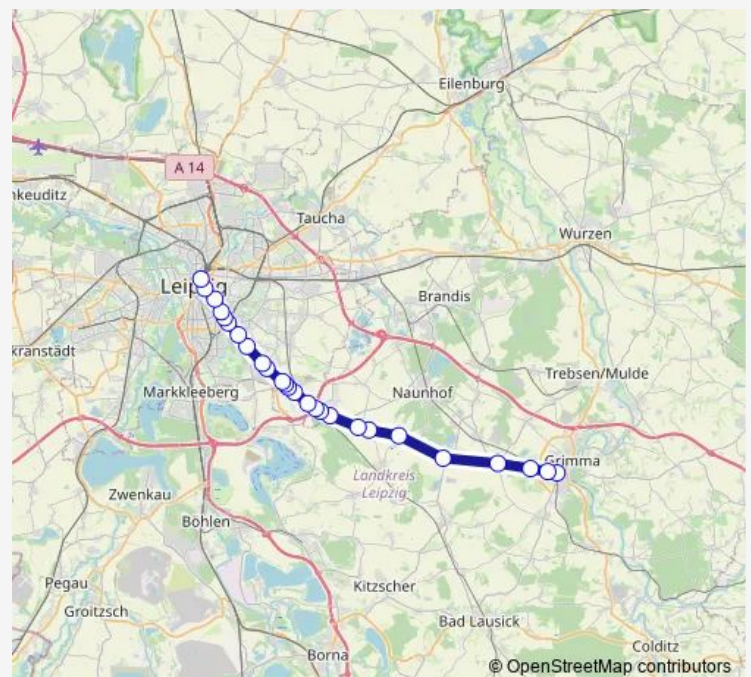 Eilenburg
A 14
nkeuditz
Taucha
Wurzen
Leipzig
Brandis
kranstädt
Trebsen/Mulde
Markkleeberg
Naunhof
Grimma
Landkreis
Leipzig
Zwenkau
Böhlen
Pegau
Kitzscher
Groitzsch
Bad Lausick
Colditz
Borna
© OpenStreetMap contributors